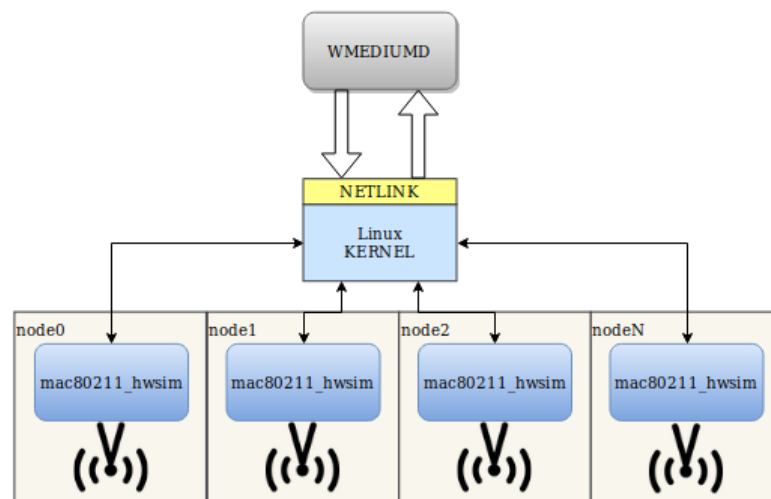 WMEDIUMD
NETLINK
Linux
KERNEL
node0
node1
node2
nodeN
mac80211_hwsim
mac80211_hwsim
mac80211_hwsim
mac80211_hwsim